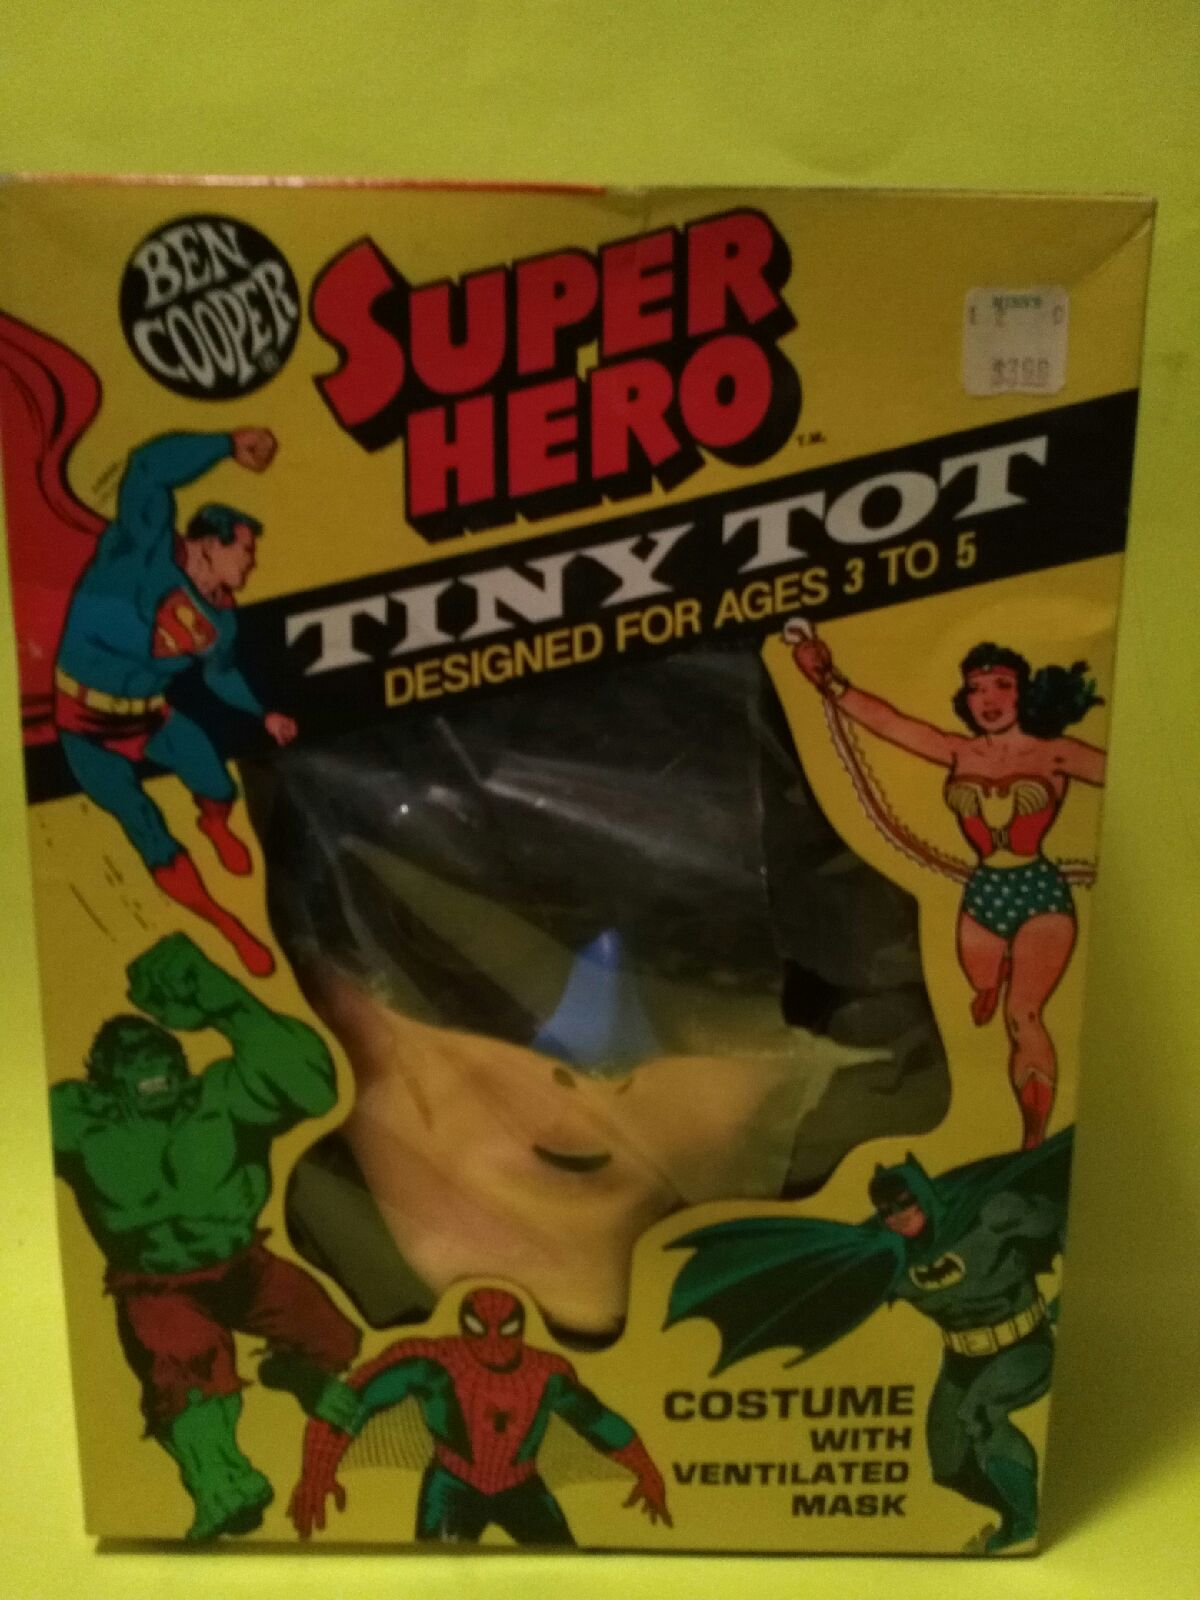 BEN
COOPER
SUPER
HERO
T.M.
TINY TOT
DESIGNED FOR AGES 3 TO 5
COSTUME
WITH
VENTILATED
MASK